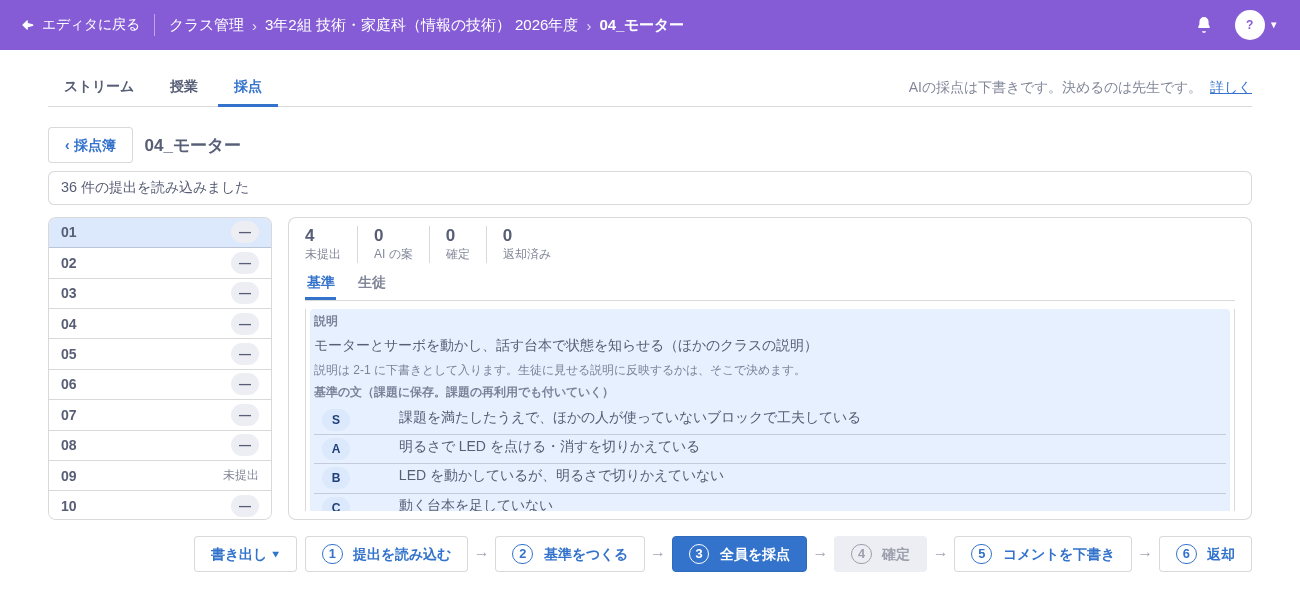 エディタに戻る
クラス管理 › 3年2組 技術・家庭科（情報の技術） 2026年度 › 04_モーター
?
ストリーム 授業 採点
AIの採点は下書きです。決めるのは先生です。 詳しく
‹ 採点簿 04_モーター
36 件の提出を読み込みました
01 —
02 —
03 —
04 —
05 —
06 —
07 —
08 —
09 未提出
10 —
4 0 0 0
未提出 AI の案 確定 返却済み
基準 生徒
説明
モーターとサーボを動かし、話す台本で状態を知らせる（ほかのクラスの説明）
説明は 2-1 に下書きとして入ります。生徒に見せる説明に反映するかは、そこで決めます。
基準の文（課題に保存。課題の再利用でも付いていく）
S 課題を満たしたうえで、ほかの人が使っていないブロックで工夫している
A 明るさで LED を点ける・消すを切りかえている
B LED を動かしているが、明るさで切りかえていない
C 動く台本を足していない
書き出し ▾ 1 提出を読み込む → 2 基準をつくる → 3 全員を採点 → 4 確定 → 5 コメントを下書き → 6 返却